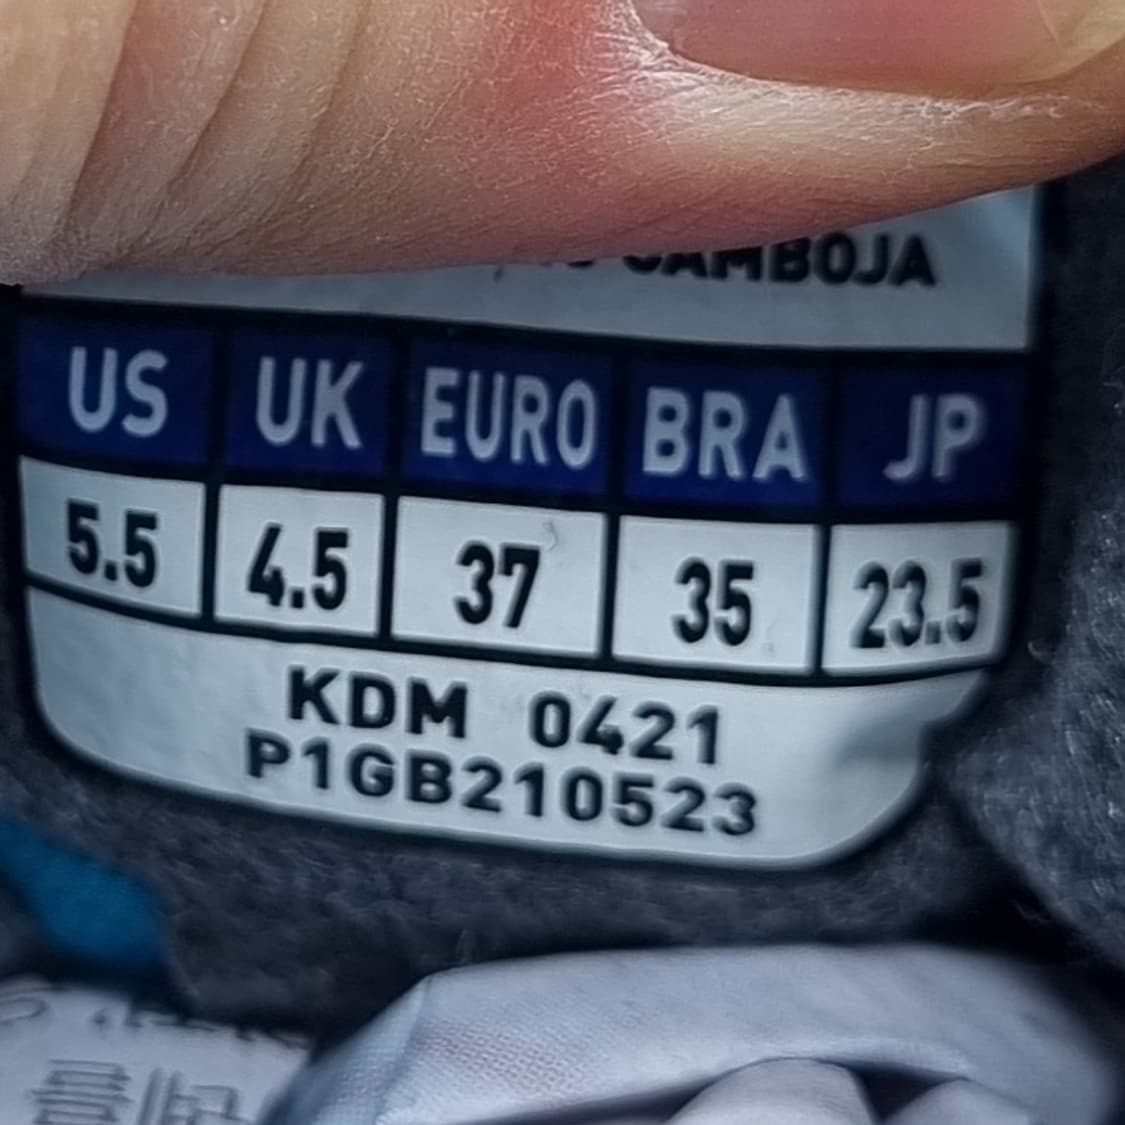 CAMBOJA
US UK EURO BRA JP
5.5 4.5 37 35 23.5
KDM 0421
P1GB210523